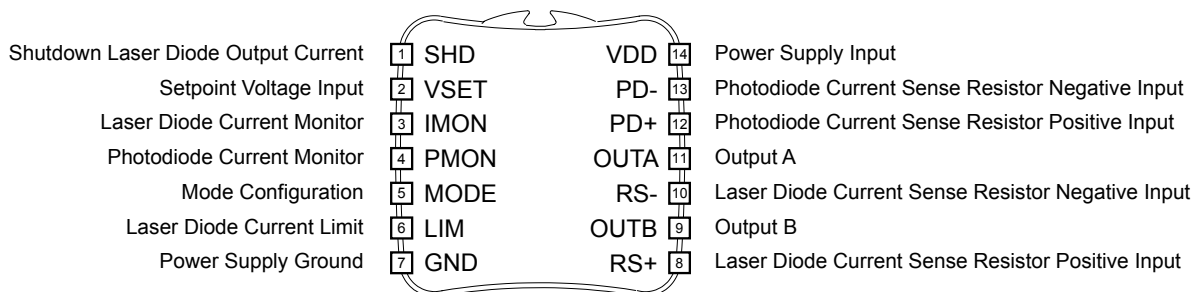 Shutdown Laser Diode Output Current 1 SHD VDD 14 Power Supply Input
Setpoint Voltage Input 2 VSET PD- 13 Photodiode Current Sense Resistor Negative Input
Laser Diode Current Monitor 3 IMON PD+ 12 Photodiode Current Sense Resistor Positive Input
Photodiode Current Monitor 4 PMON OUTA 11 Output A
Mode Configuration 5 MODE RS- 10 Laser Diode Current Sense Resistor Negative Input
Laser Diode Current Limit 6 LIM OUTB 9 Output B
Power Supply Ground 7 GND RS+ 8 Laser Diode Current Sense Resistor Positive Input